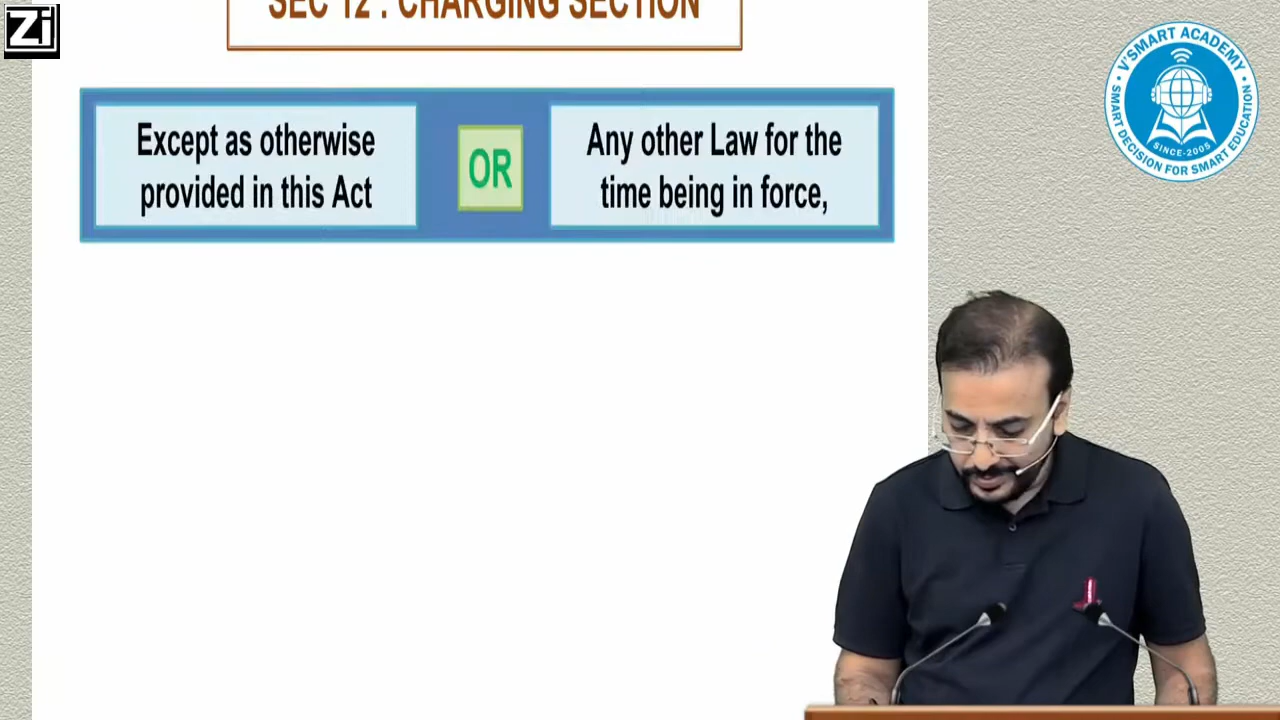 Zi
SEC 12 : CHARGING SECTION
Except as otherwise
provided in this Act
OR
Any other Law for the
time being in force,
V'SMART ACADEMY
SMART DECISION FOR SMART EDUCATION
SINCE-2005